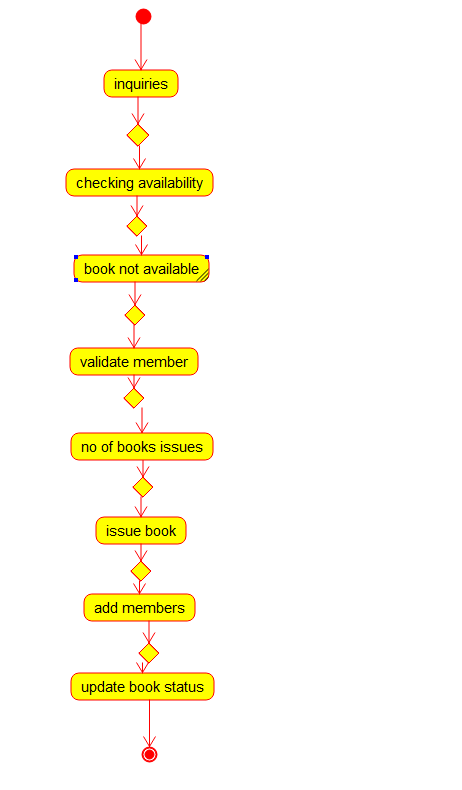 inquiries
checking availability
book not available
validate member
no of books issues
issue book
add members
update book status